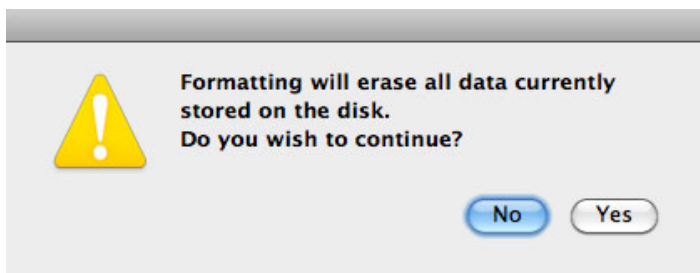 Formatting will erase all data currently
stored on the disk.
Do you wish to continue?
No Yes